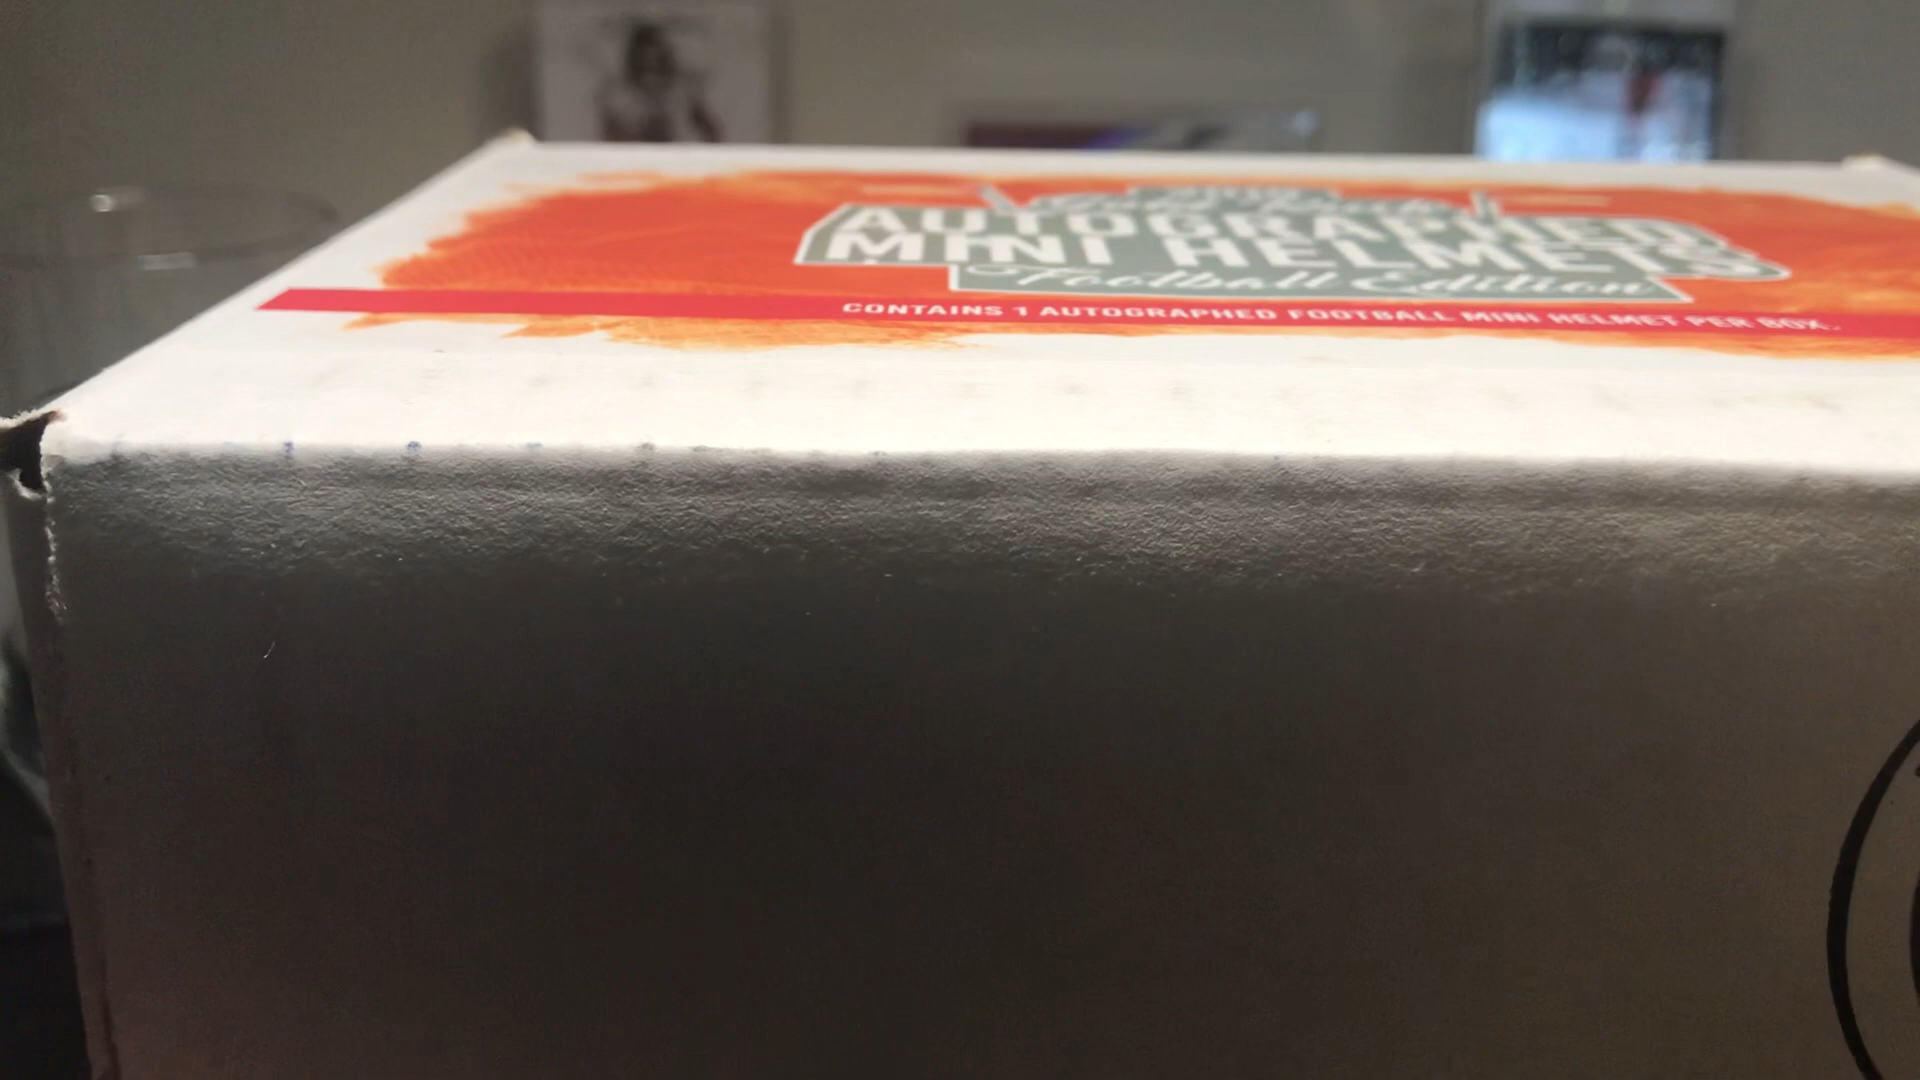 AUTOGRAPHED
MINI HELMETS
Football Edition
CONTAINS 1 AUTOGRAPHED FOOTBALL MINI HELMET PER BOX.